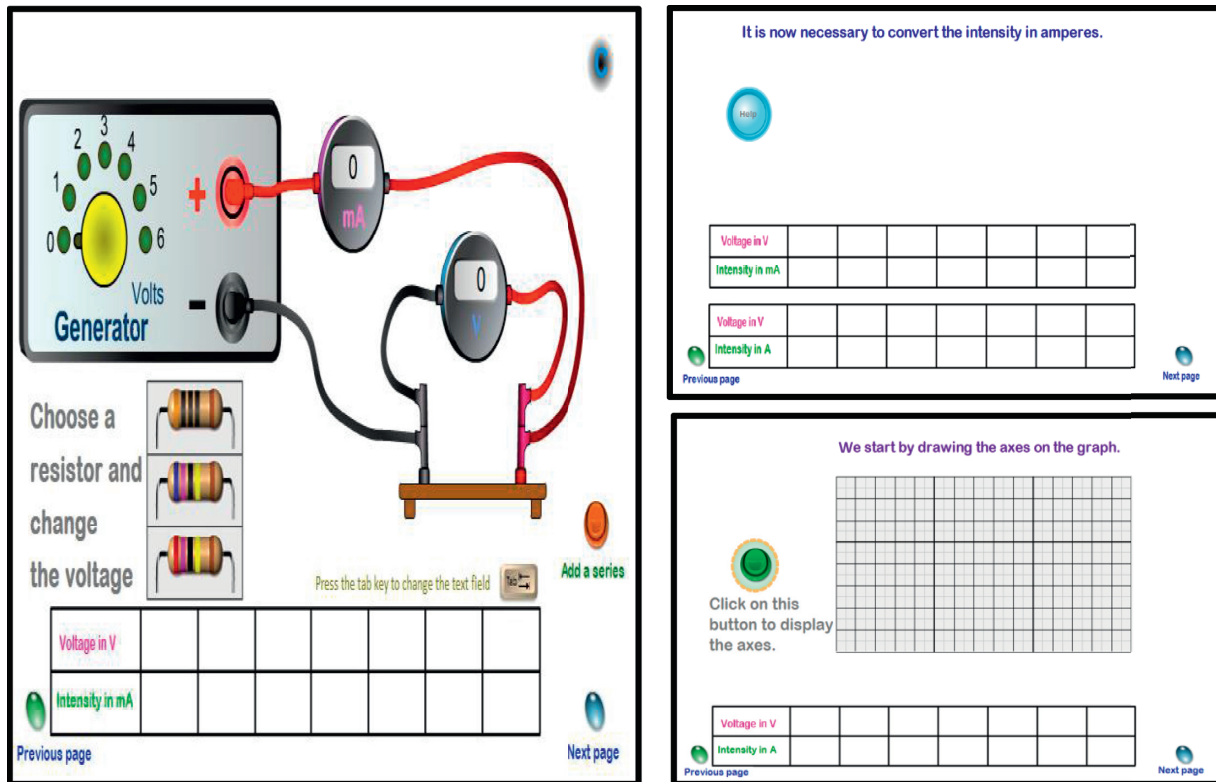 0
1
2
3
4
5
6
Volts
Generator
+
-
0
mA
0
V
Choose a
resistor and
change
the voltage
Press the tab key to change the text field
Tab
Add a series
Voltage in V
Intensity in mA
Previous page
Next page
It is now necessary to convert the intensity in amperes.
Help
Voltage in V
Intensity in mA
Voltage in V
Intensity in A
Previous page
Next page
We start by drawing the axes on the graph.
Click on this
button to display
the axes.
Voltage in V
Intensity in A
Previous page
Next page